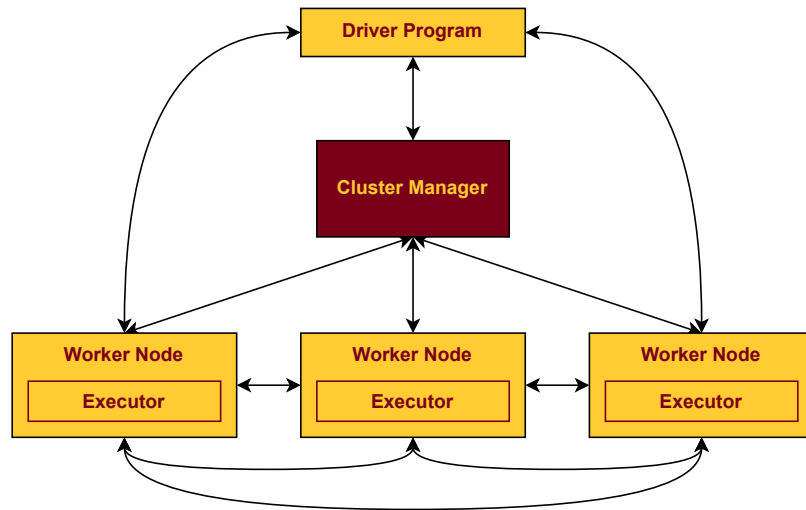 Driver Program
Cluster Manager
Worker Node
Executor
Worker Node
Executor
Worker Node
Executor